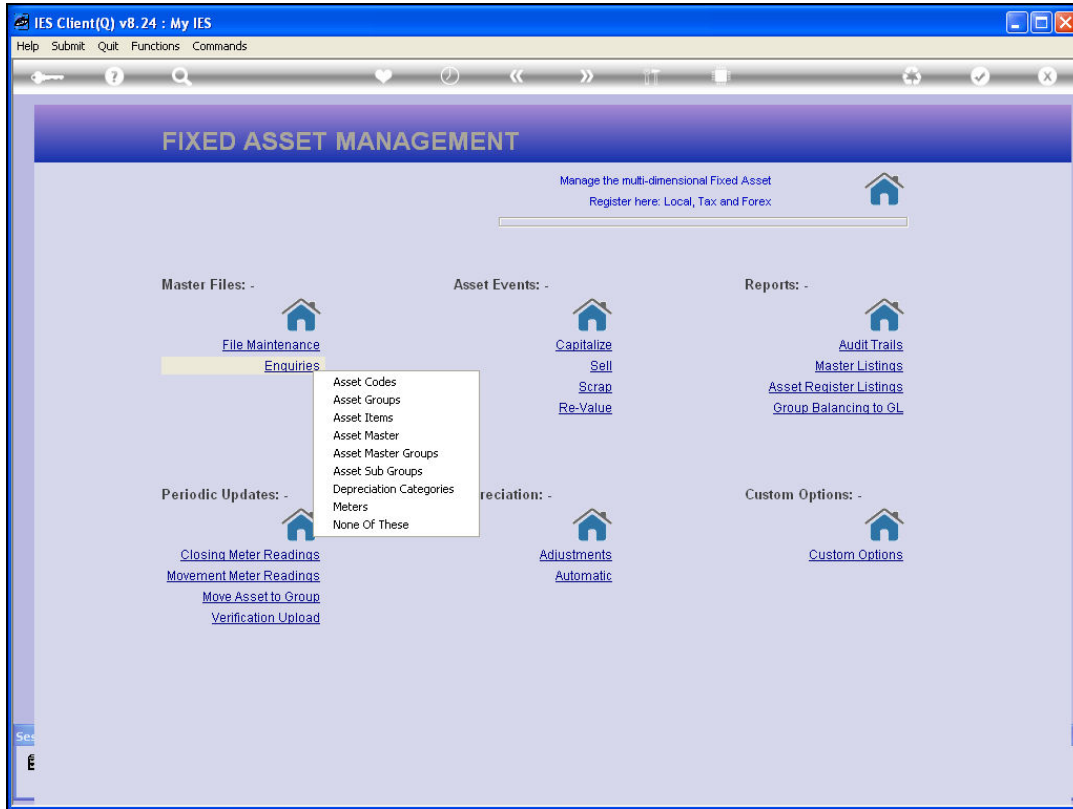 IES Client(Q) v8.24 : My IES
Help Submit Quit Functions Commands
FIXED ASSET MANAGEMENT
Manage the multi-dimensional Fixed Asset
Register here: Local, Tax and Forex
Master Files: -
File Maintenance
Enquiries
Asset Codes
Asset Groups
Asset Items
Asset Master
Asset Master Groups
Asset Sub Groups
Depreciation Categories
Meters
None Of These
Asset Events: -
Capitalize
Sell
Scrap
Re-Value
Reports: -
Audit Trails
Master Listings
Asset Register Listings
Group Balancing to GL
Periodic Updates: -
Closing Meter Readings
Movement Meter Readings
Move Asset to Group
Verification Upload
reciation: -
Adjustments
Automatic
Custom Options: -
Custom Options
Ses